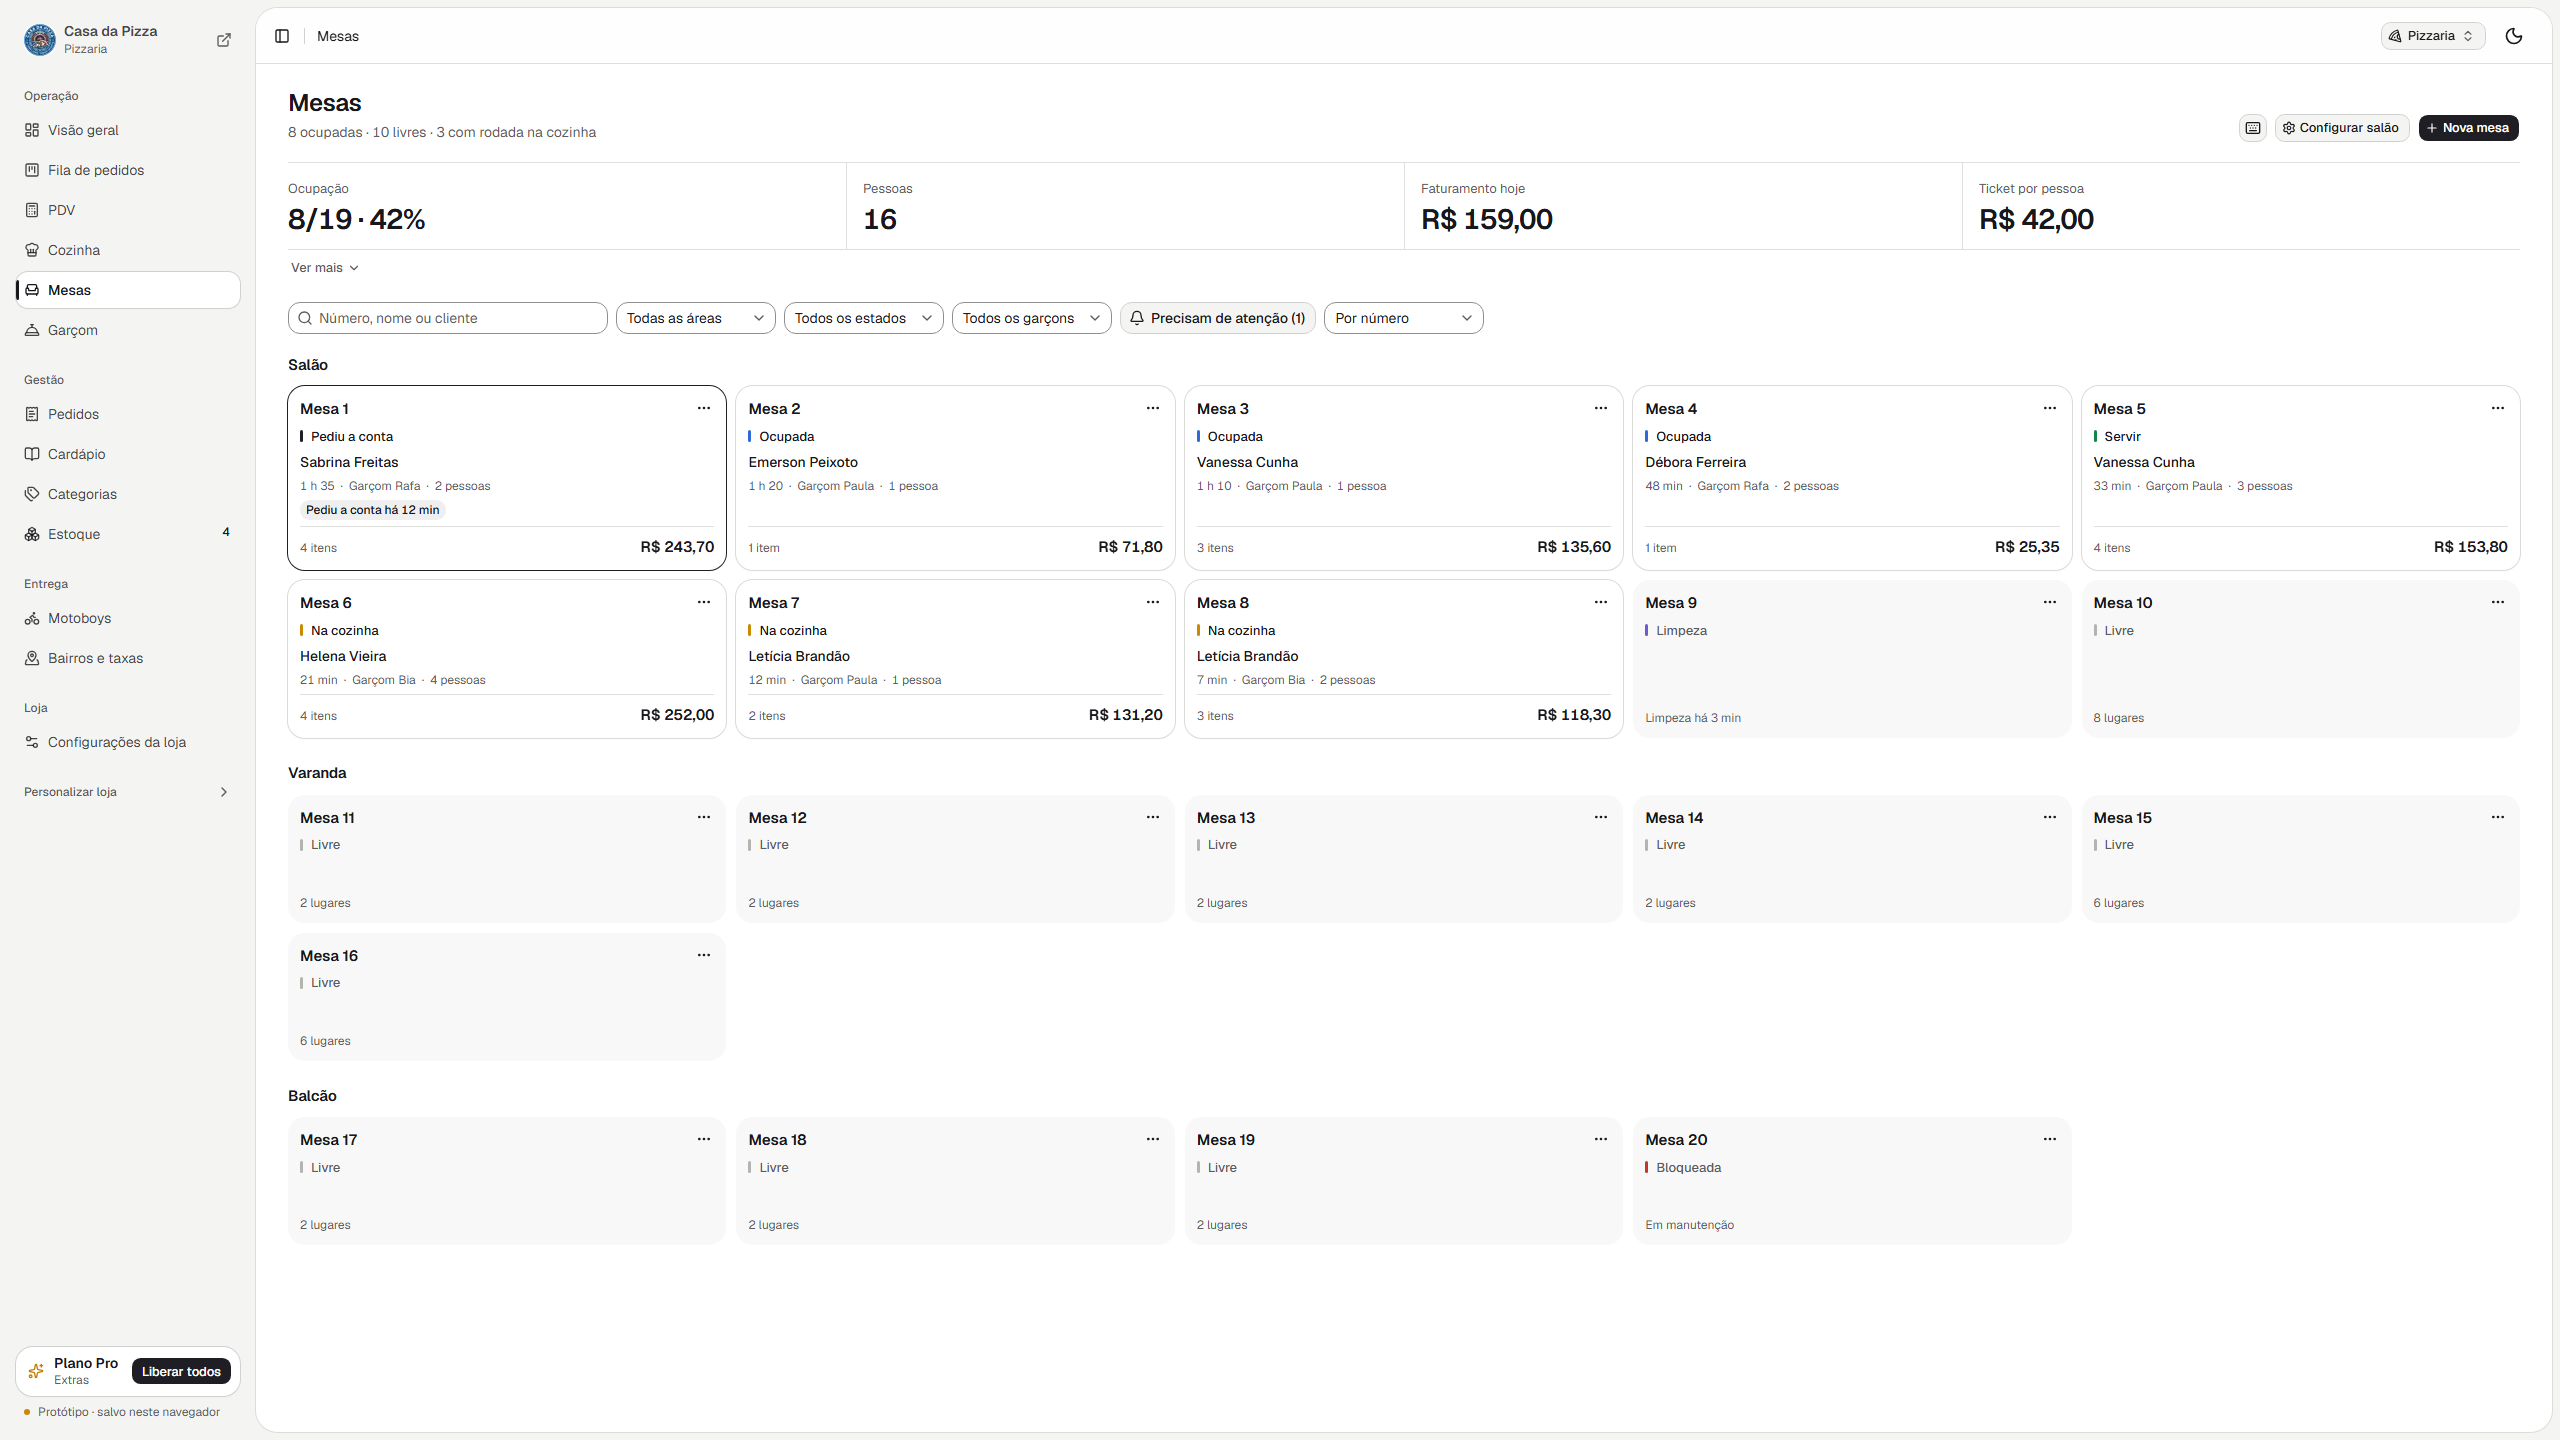 Casa da Pizza
Pizzaria
Operação
Visão geral
Fila de pedidos
PDV
Cozinha
Mesas
Garçom
Gestão
Pedidos
Cardápio
Categorias
Estoque 4
Entrega
Motoboys
Bairros e taxas
Loja
Configurações da loja
Personalizar loja
Plano Pro
Extras
Liberar todos
Protótipo · salvo neste navegador
Mesas
Pizzaria
Mesas
8 ocupadas · 10 livres · 3 com rodada na cozinha
Configurar salão
+ Nova mesa
Ocupação
8/19 · 42%
Pessoas
16
Faturamento hoje
R$ 159,00
Ticket por pessoa
R$ 42,00
Ver mais
Número, nome ou cliente
Todas as áreas
Todos os estados
Todos os garçons
Precisam de atenção (1)
Por número
Salão
Mesa 1
Pediu a conta
Sabrina Freitas
1 h 35 · Garçom Rafa · 2 pessoas
Pediu a conta há 12 min
4 itens R$ 243,70
Mesa 2
Ocupada
Emerson Peixoto
1 h 20 · Garçom Paula · 1 pessoa
1 item R$ 71,80
Mesa 3
Ocupada
Vanessa Cunha
1 h 10 · Garçom Paula · 1 pessoa
3 itens R$ 135,60
Mesa 4
Ocupada
Débora Ferreira
48 min · Garçom Rafa · 2 pessoas
1 item R$ 25,35
Mesa 5
Servir
Vanessa Cunha
33 min · Garçom Paula · 3 pessoas
4 itens R$ 153,80
Mesa 6
Na cozinha
Helena Vieira
21 min · Garçom Bia · 4 pessoas
4 itens R$ 252,00
Mesa 7
Na cozinha
Letícia Brandão
12 min · Garçom Paula · 1 pessoa
2 itens R$ 131,20
Mesa 8
Na cozinha
Letícia Brandão
7 min · Garçom Bia · 2 pessoas
3 itens R$ 118,30
Mesa 9
Limpeza
Limpeza há 3 min
Mesa 10
Livre
8 lugares
Varanda
Mesa 11
Livre
2 lugares
Mesa 12
Livre
2 lugares
Mesa 13
Livre
2 lugares
Mesa 14
Livre
2 lugares
Mesa 15
Livre
6 lugares
Mesa 16
Livre
6 lugares
Balcão
Mesa 17
Livre
2 lugares
Mesa 18
Livre
2 lugares
Mesa 19
Livre
2 lugares
Mesa 20
Bloqueada
Em manutenção